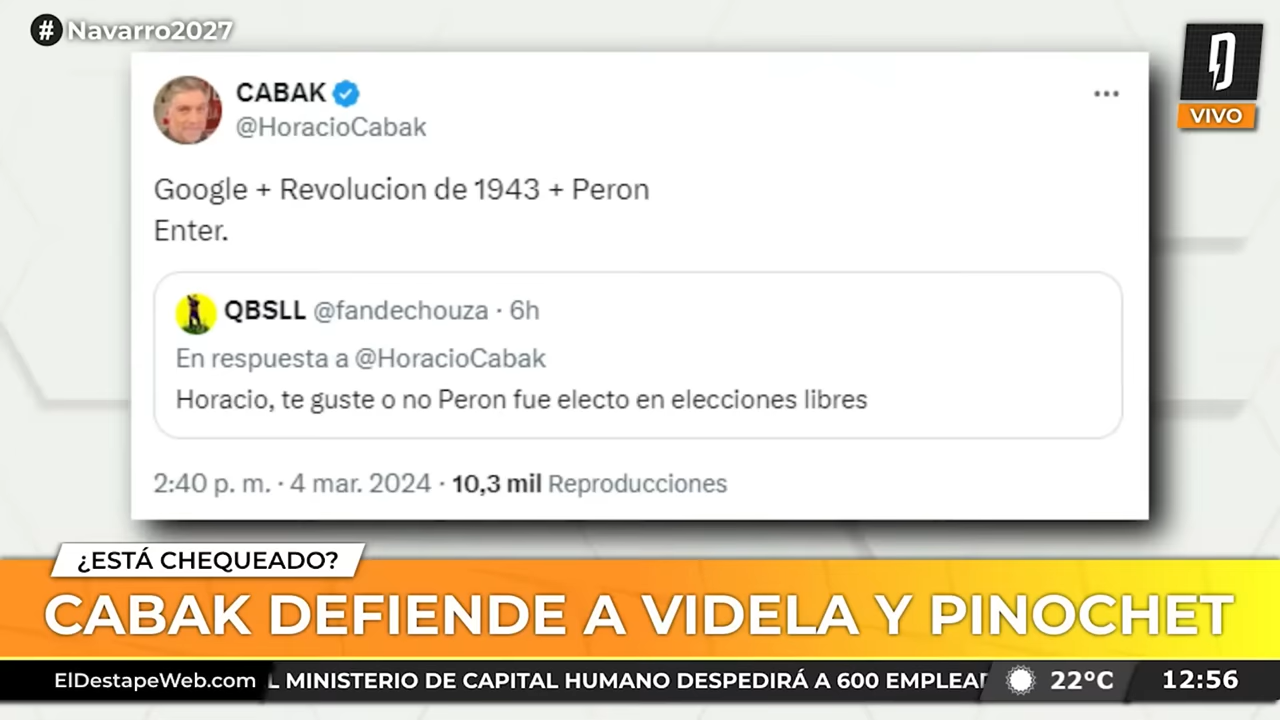 # Navarro2027
VIVO
CABAK
@HoracioCabak
Google + Revolucion de 1943 + Peron
Enter.
QBSLL @fandechouza · 6h
En respuesta a @HoracioCabak
Horacio, te guste o no Peron fue electo en elecciones libres
2:40 p. m. · 4 mar. 2024 · 10,3 mil Reproducciones
¿ESTÁ CHEQUEADO?
CABAK DEFIENDE A VIDELA Y PINOCHET
ElDestapeWeb.com L MINISTERIO DE CAPITAL HUMANO DESPEDIRÁ A 600 EMPLEA 22°C 12:56